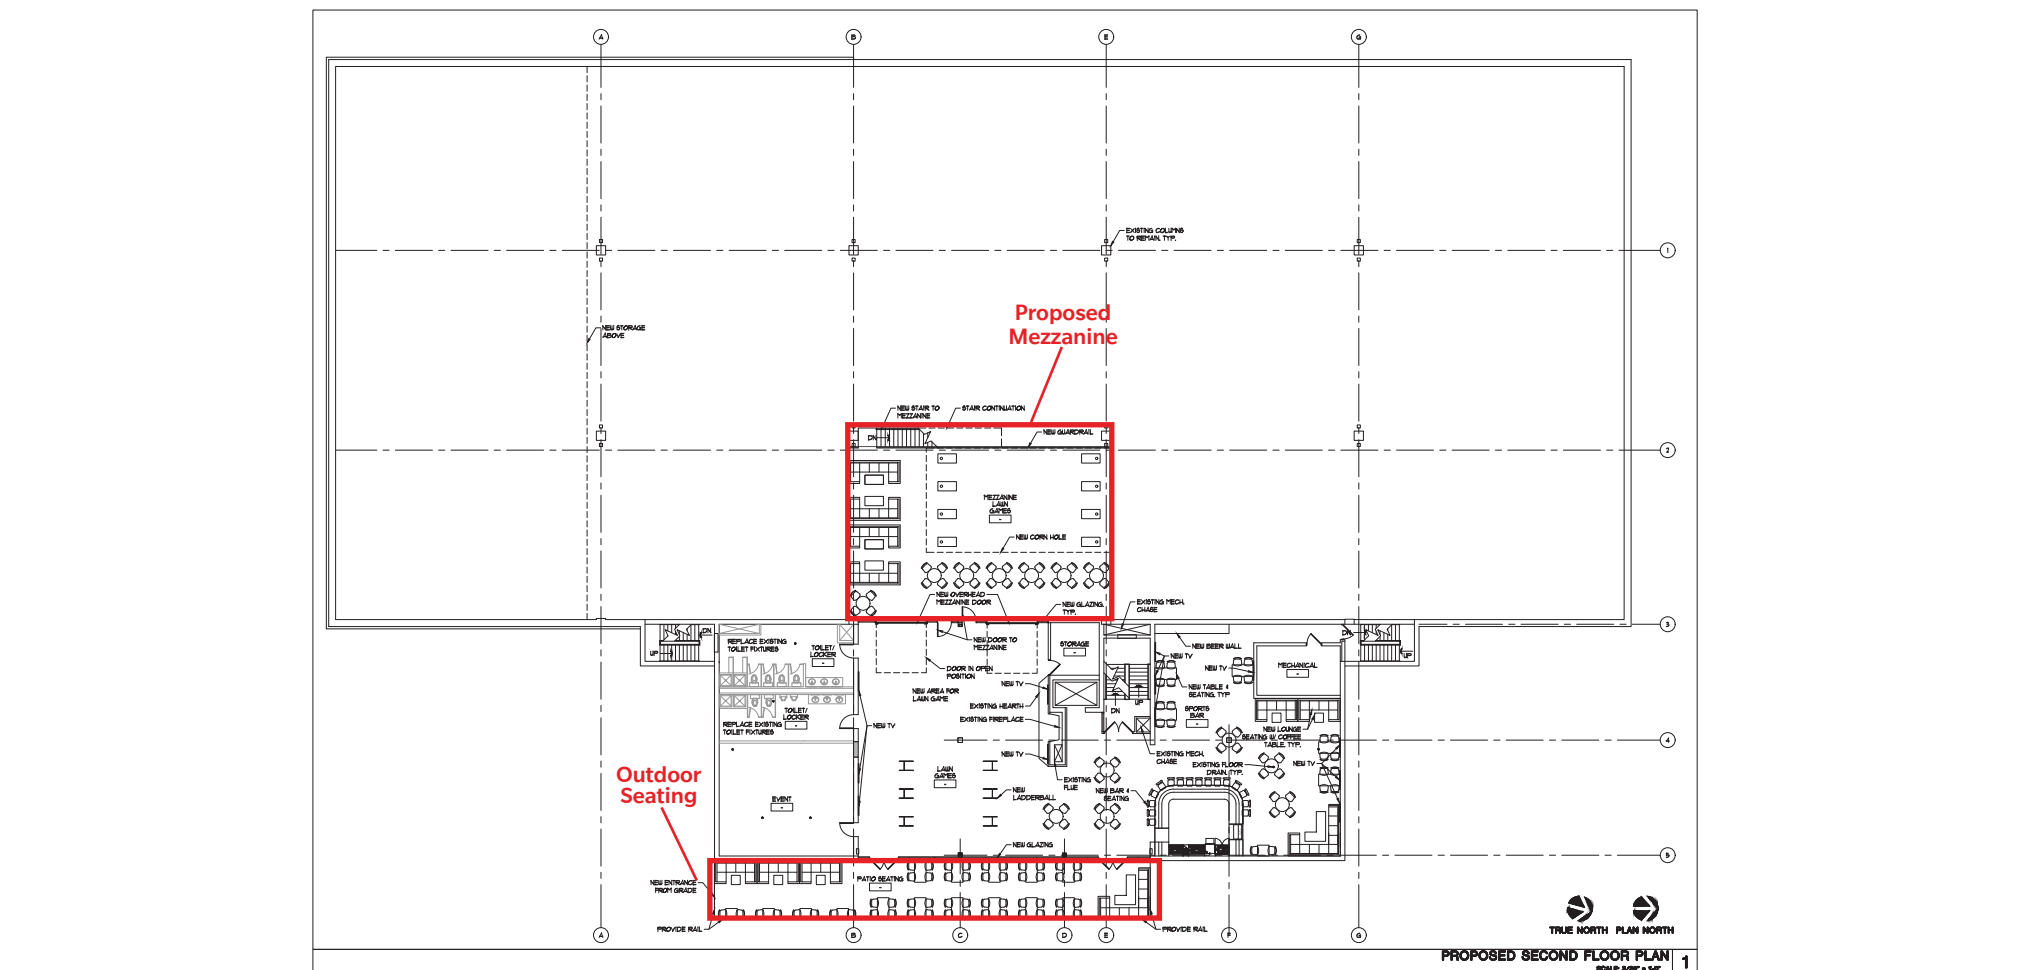 A
B
E
G
EXISTING COLUMNS
TO REMAIN, TYP.
1
Proposed
Mezzanine
NEW STORAGE
ABOVE
NEW STAIR TO
MEZZANINE
STAIR CONTINUATION
DN
NEW GUARDRAIL
2
MEZZANINE
LAWN
GAMES
NEW CORN HOLE
NEW OVERHEAD
MEZZANINE DOOR
NEW GLAZING,
TYP.
EXISTING MECH.
CHASE
3
DN
UP
REPLACE EXISTING
TOILET FIXTURES
TOILET/
LOCKER
NEW DOOR TO
MEZZANINE
STORAGE
NEW BEER WALL
NEW TV
NEW TV
MECHANICAL
DN
UP
DOOR IN OPEN
POSITION
NEW TV
NEW AREA FOR
LAWN GAME
NEW TABLE &
SEATING, TYP
EXISTING HEARTH
UP
DN
SPORTS
BAR
TOILET/
LOCKER
REPLACE EXISTING
TOILET FIXTURES
NEW TV
EXISTING FIREPLACE
NEW LOUNGE
SEATING W/ COFFEE
TABLE, TYP.
4
NEW TV
EXISTING MECH.
CHASE
EXISTING FLOOR
DRAIN, TYP.
NEW TV
Outdoor
Seating
LAWN
GAMES
EXISTING
FLUE
NEW
LADDERBALL
NEW BAR &
SEATING
EVENT
NEW GLAZING
5
NEW ENTRANCE
FROM GRADE
PATIO SEATING
PROVIDE RAIL
PROVIDE RAIL
A
B
C
D
E
F
G
TRUE NORTH
PLAN NORTH
PROPOSED SECOND FLOOR PLAN
1